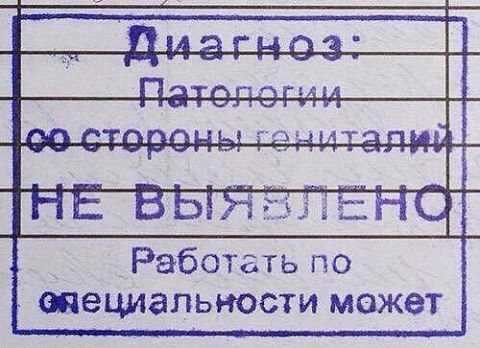 Диагноз:
Патологии
со стороны гениталий
НЕ ВЫЯВЛЕНО
Работать по
специальности может